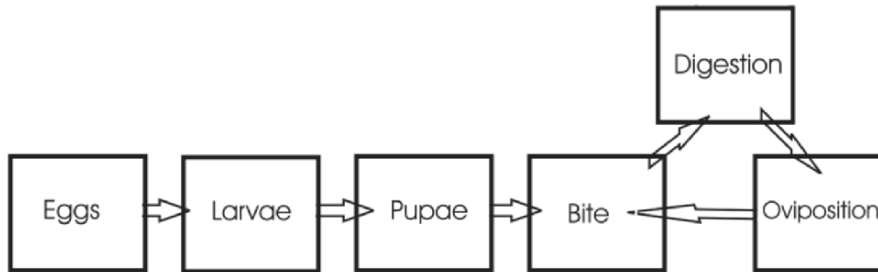 Digestion
Eggs
Larvae
Pupae
Bite
Oviposition